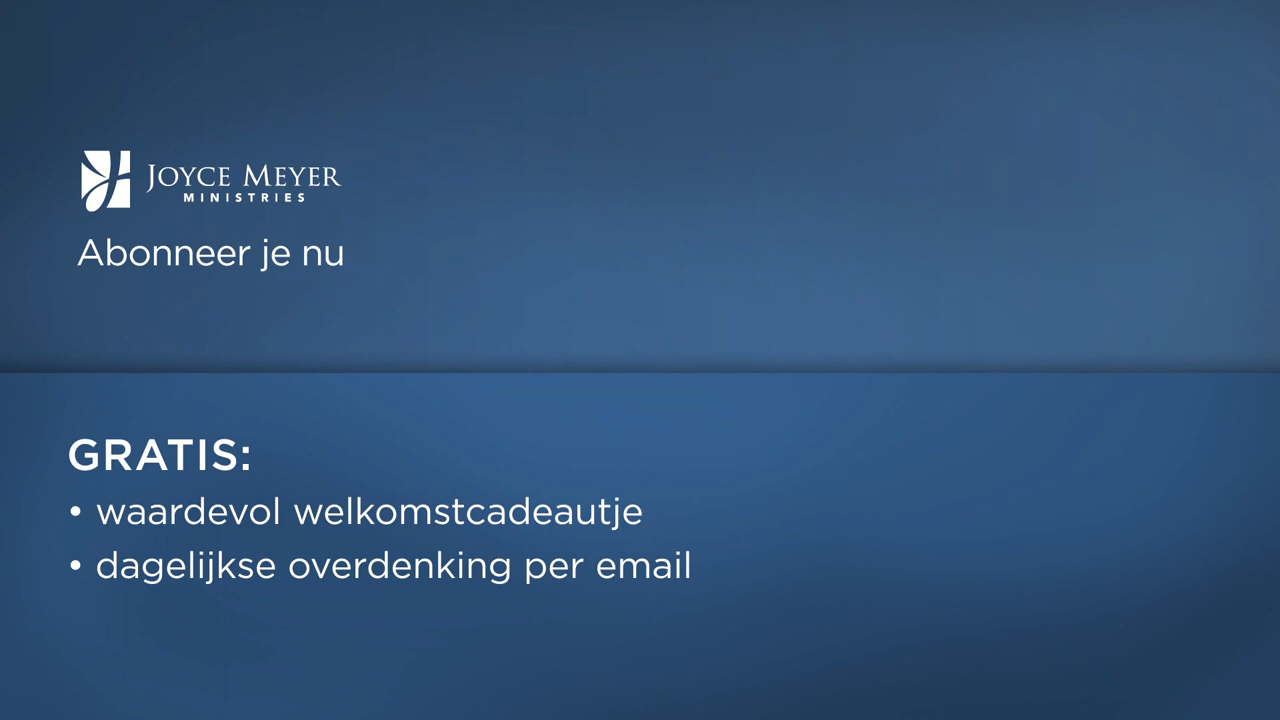 JOYCE MEYER
MINISTRIES
Abonneer je nu
GRATIS:
• waardevol welkomstcadeautje
• dagelijkse overdenking per email